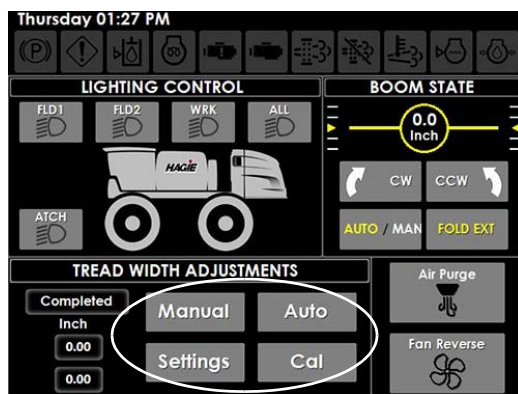 Thursday 01:27 PM
LIGHTING CONTROL
FLD1 FLD2 WRK ALL
HAGIE
ATCH
BOOM STATE
0.0
Inch
CW CCW
AUTO / MAN FOLD EXT
TREAD WIDTH ADJUSTMENTS
Completed
Inch
0.00
0.00
Manual Auto
Settings Cal
Air Purge
Fan Reverse